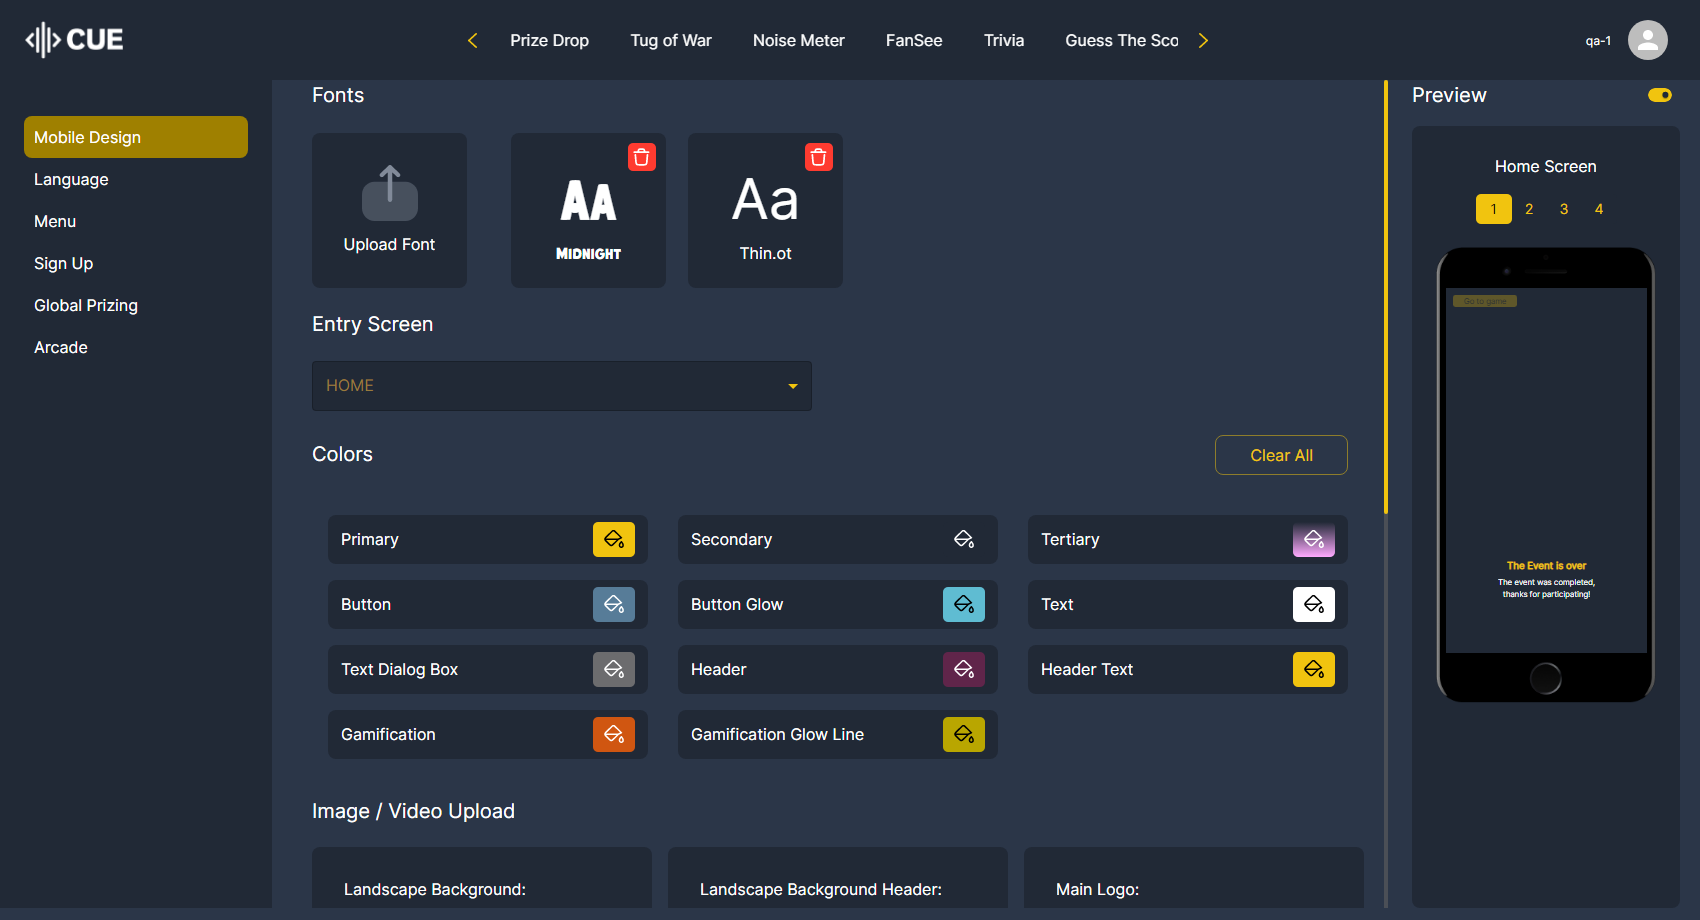 CUE
Prize Drop
Tug of War
Noise Meter
FanSee
Trivia
Guess The Sco
qa-1
Mobile Design
Language
Menu
Sign Up
Global Prizing
Arcade
Fonts
Upload Font
AA
MIDNIGHT
Aa
Thin.ot
Entry Screen
HOME
Colors
Clear All
Primary
Secondary
Tertiary
Button
Button Glow
Text
Text Dialog Box
Header
Header Text
Gamification
Gamification Glow Line
Image / Video Upload
Landscape Background:
Landscape Background Header:
Main Logo:
Preview
Home Screen
1
2
3
4
Go to game
The Event is over
The event was completed,
thanks for participating!